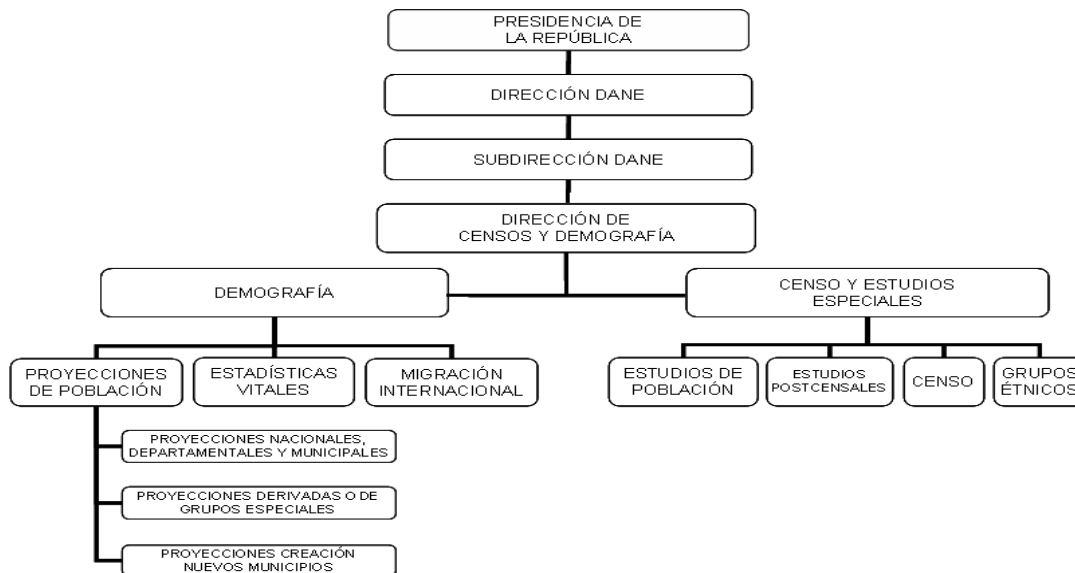 PRESIDENCIA DE
LA REPÚBLICA
DIRECCIÓN DANE
SUBDIRECCIÓN DANE
DIRECCIÓN DE
CENSOS Y DEMOGRAFÍA
DEMOGRAFÍA
CENSO Y ESTUDIOS
ESPECIALES
PROYECCIONES
DE POBLACIÓN
ESTADÍSTICAS
VITALES
MIGRACIÓN
INTERNACIONAL
ESTUDIOS DE
POBLACIÓN
ESTUDIOS
POSTCENSALES
CENSO
GRUPOS
ÉTNICOS
PROYECCIONES NACIONALES,
DEPARTAMENTALES Y MUNICIPALES
PROYECCIONES DERIVADAS O DE
GRUPOS ESPECIALES
PROYECCIONES CREACIÓN
NUEVOS MUNICIPIOS